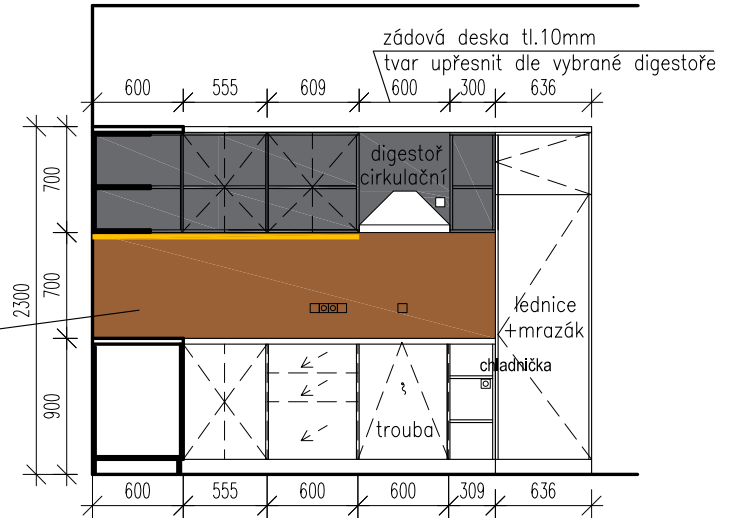 zádová deska tl.10mm
tvar upřesnit dle vybrané digestoře
600 555 609 600 300 636
digestoř
cirkulační
700
700
2300
900
lednice
+mrazák
chladnička
trouba
600 555 600 600 309 636